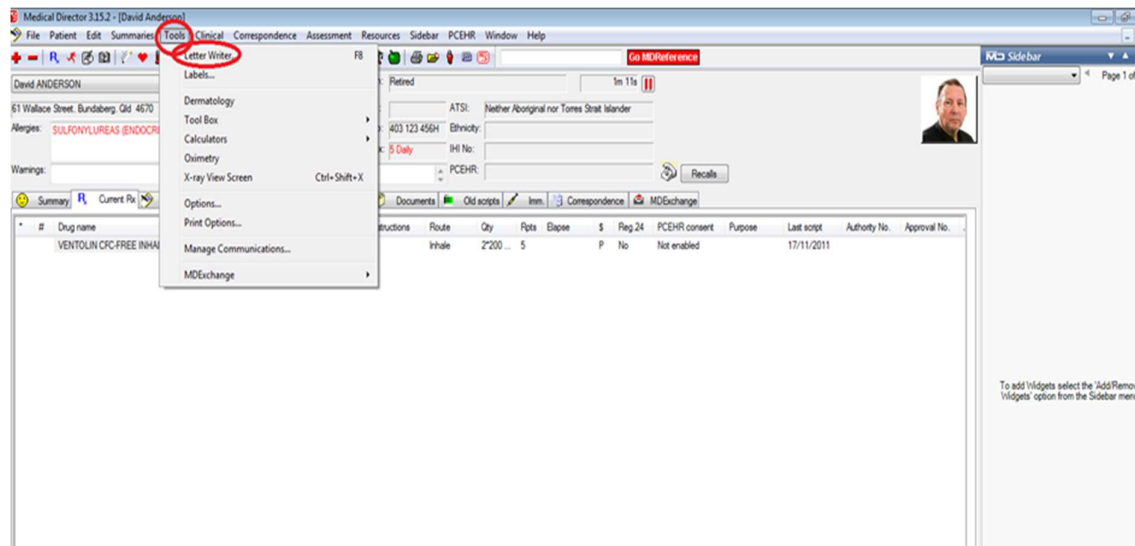 Medical Director 3.15.2 - [David Anderson]
File Patient Edit Summaries Tools Clinical Correspondence Assessment Resources Sidebar PCEHR Window Help
Letter Writer... F8
Labels...
Dermatology
Tool Box
Calculators
Oximetry
X-ray View Screen Ctrl+Shift+X
Options...
Print Options...
Manage Communications...
MDExchange
Go MDReference
David ANDERSON
Retired
1m 11s
61 Wallace Street. Bundaberg. Qld 4670
ATSI: Neither Aboriginal nor Torres Strait Islander
Allergies: SULFONYLUREAS (ENDOCRI
403 123 456H Ethnicity:
5 Daily IHI No:
Warnings:
PCEHR:
Recalls
Summary Current Rx Documents Old scripts Imm. Correspondence MDExchange
* # Drug name Route Qty Rpts Elapse $ Reg.24 PCEHR consent Purpose Last script Authority No. Approval No.
VENTOLIN CFC-FREE INHAL Inhale 2*200 ... 5 P No Not enabled 17/11/2011
MD Sidebar
Page 1 of
To add Widgets select the 'Add/Remov
Widgets' option from the Sidebar menu